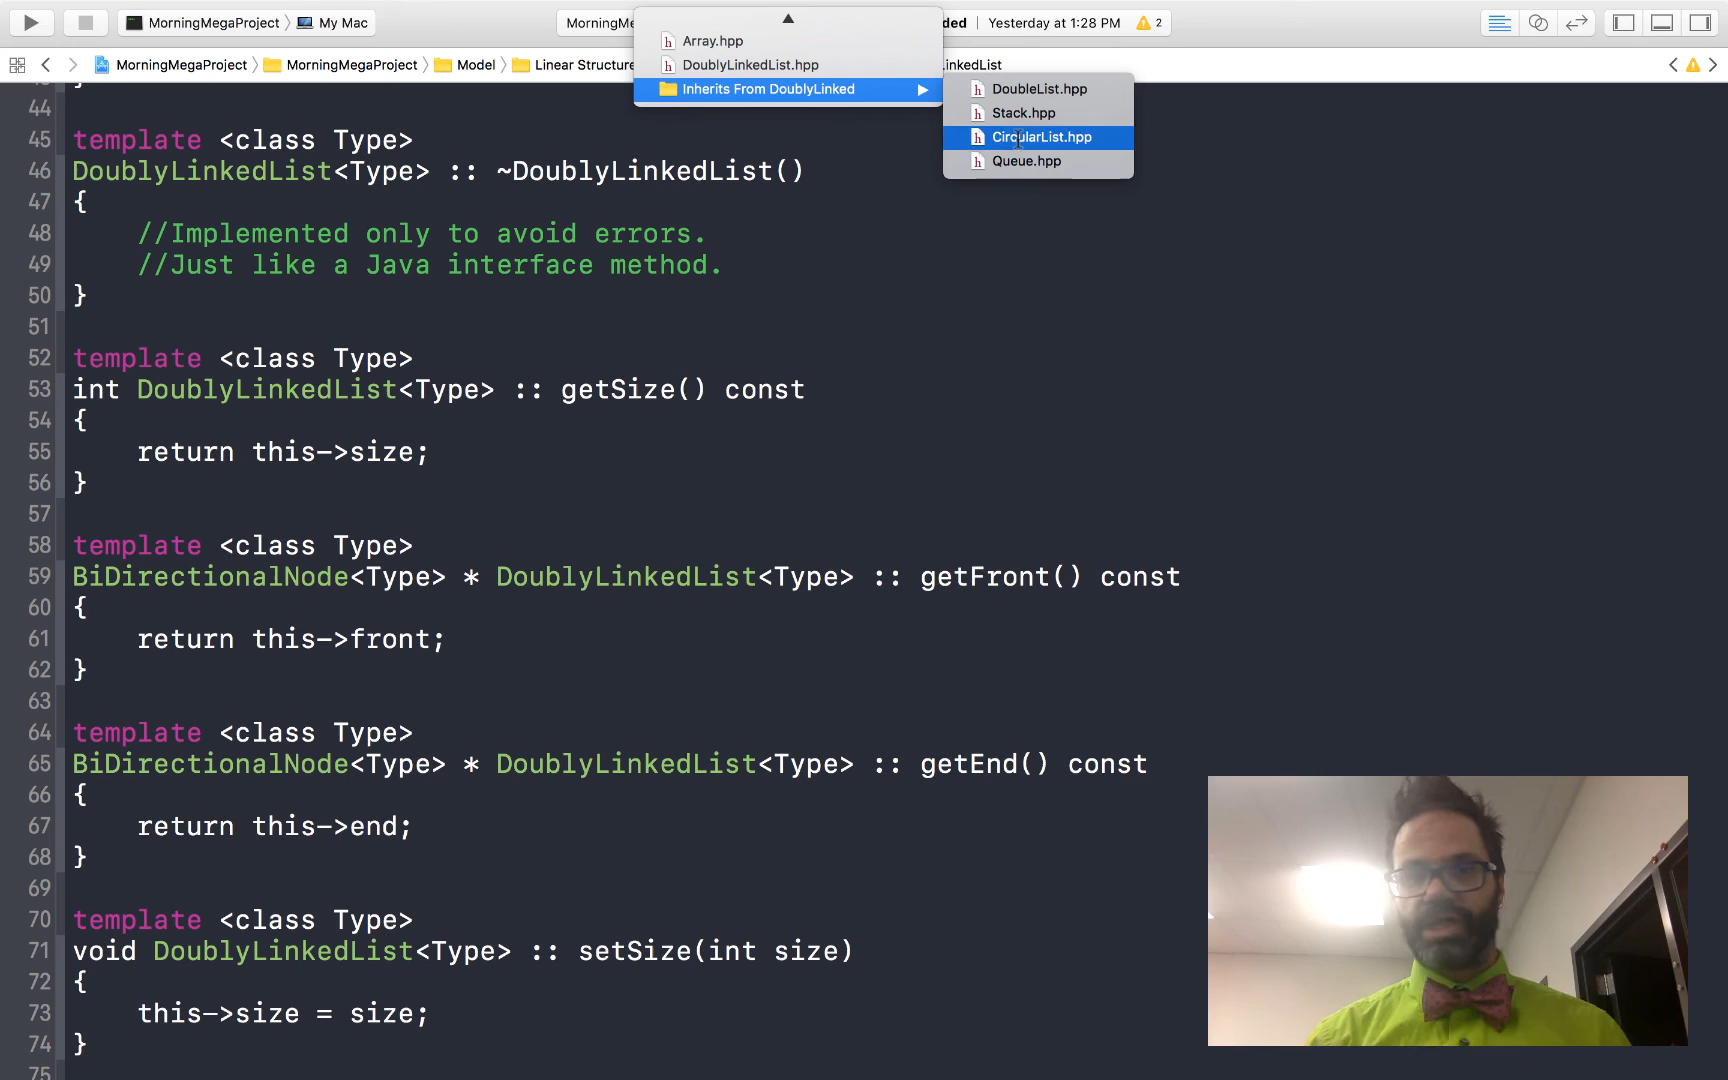 MorningMegaProject 〉 My Mac
MorningMe
ded | Yesterday at 1:28 PM 2
MorningMegaProject 〉 MorningMegaProject 〉 Model 〉 Linear Structure
inkedList
Array.hpp
DoublyLinkedList.hpp
Inherits From DoublyLinked
DoubleList.hpp
Stack.hpp
CircularList.hpp
Queue.hpp
44
45 template <class Type>
46 DoublyLinkedList<Type> :: ~DoublyLinkedList()
47 {
48 //Implemented only to avoid errors.
49 //Just like a Java interface method.
50 }
51
52 template <class Type>
53 int DoublyLinkedList<Type> :: getSize() const
54 {
55 return this->size;
56 }
57
58 template <class Type>
59 BiDirectionalNode<Type> * DoublyLinkedList<Type> :: getFront() const
60 {
61 return this->front;
62 }
63
64 template <class Type>
65 BiDirectionalNode<Type> * DoublyLinkedList<Type> :: getEnd() const
66 {
67 return this->end;
68 }
69
70 template <class Type>
71 void DoublyLinkedList<Type> :: setSize(int size)
72 {
73 this->size = size;
74 }
75